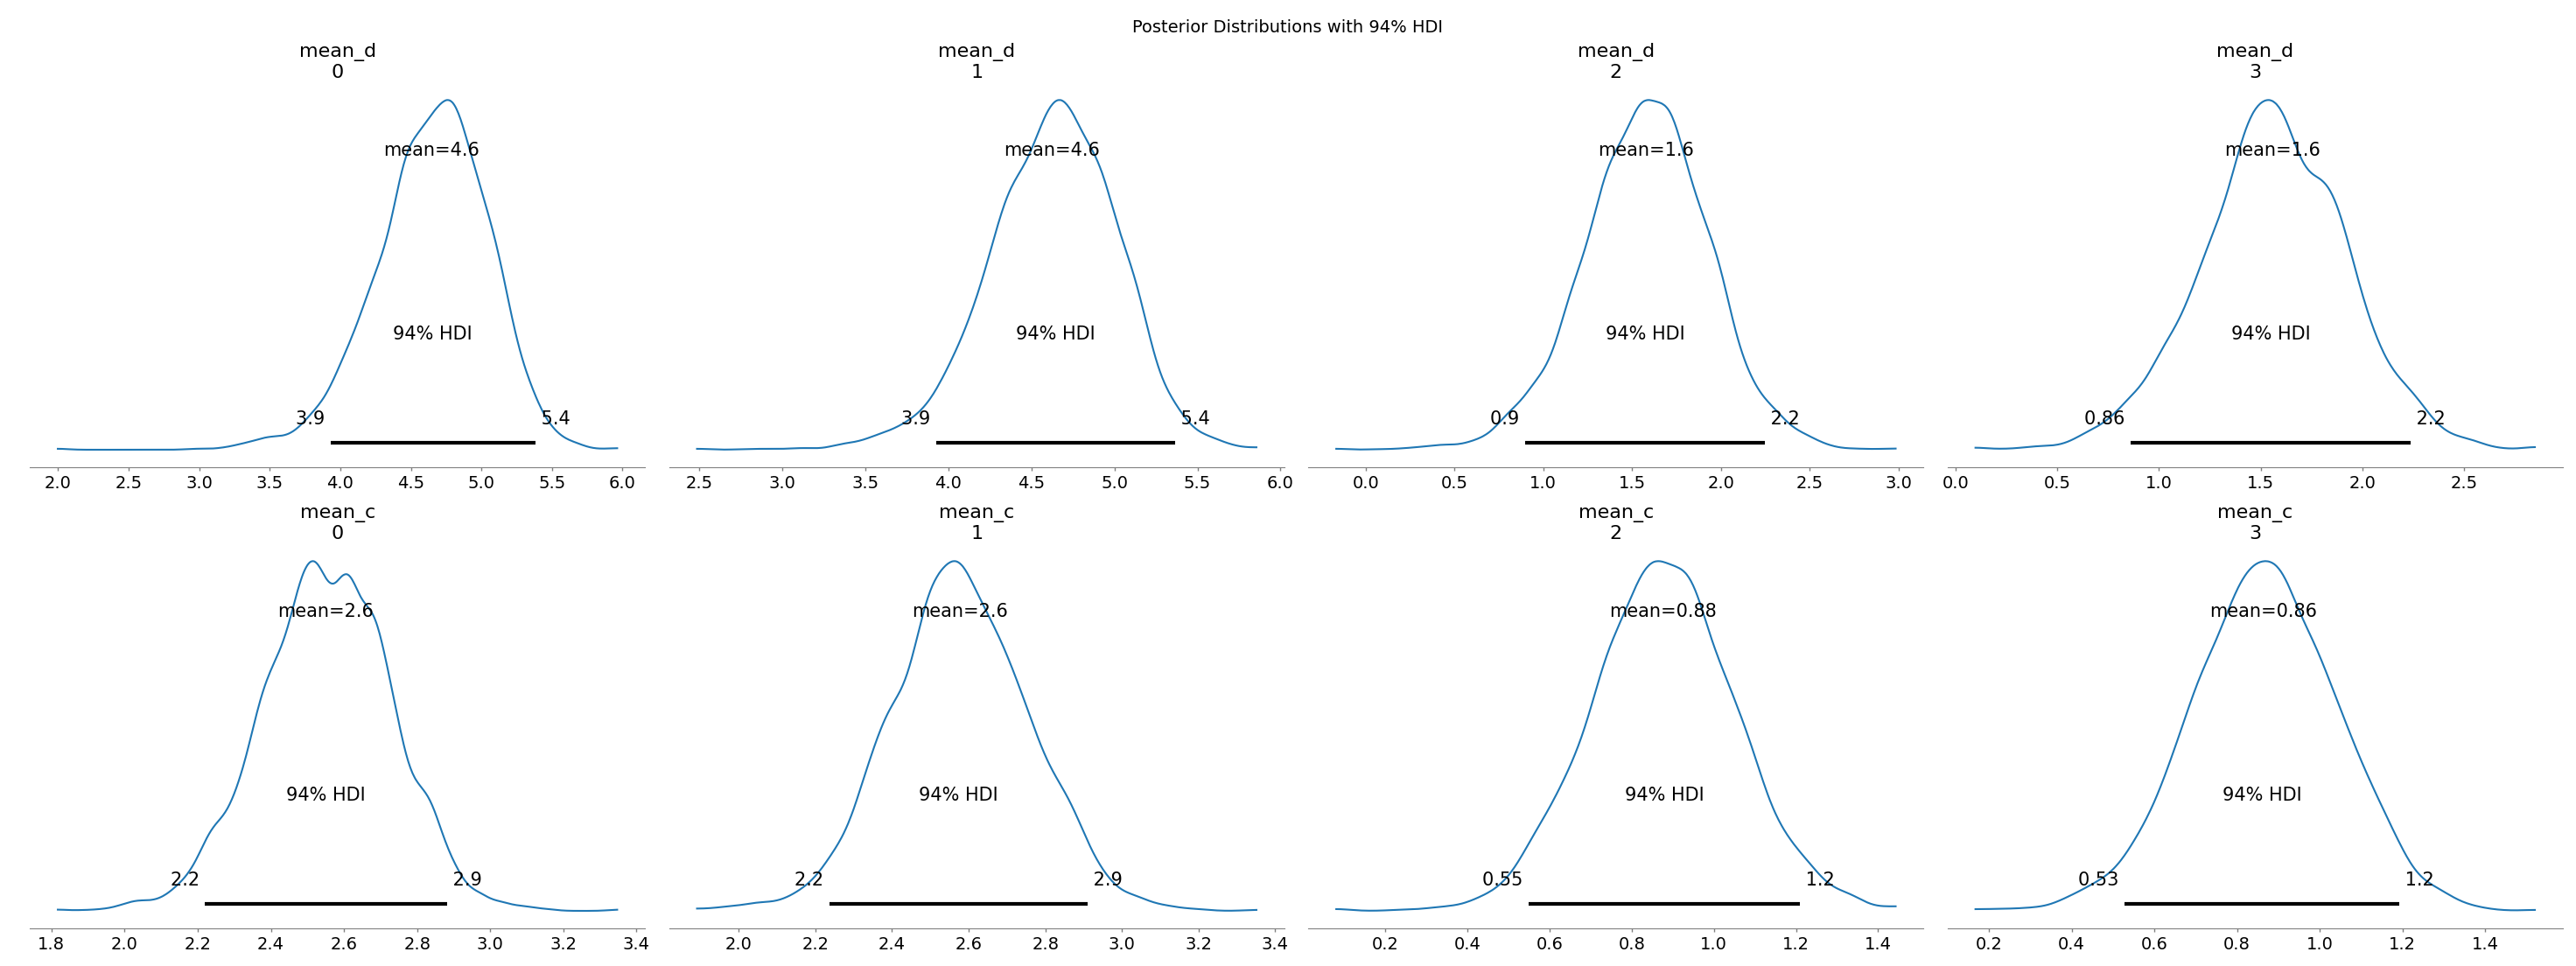 Posterior Distributions with 94% HDI
mean_d
0
mean=4.6
94% HDI
3.9
5.4
2.0 2.5 3.0 3.5 4.0 4.5 5.0 5.5 6.0
mean_d
1
mean=4.6
94% HDI
3.9
5.4
2.5 3.0 3.5 4.0 4.5 5.0 5.5 6.0
mean_d
2
mean=1.6
94% HDI
0.9
2.2
0.0 0.5 1.0 1.5 2.0 2.5 3.0
mean_d
3
mean=1.6
94% HDI
0.86
2.2
0.0 0.5 1.0 1.5 2.0 2.5
mean_c
0
mean=2.6
94% HDI
2.2
2.9
1.8 2.0 2.2 2.4 2.6 2.8 3.0 3.2 3.4
mean_c
1
mean=2.6
94% HDI
2.2
2.9
2.0 2.2 2.4 2.6 2.8 3.0 3.2 3.4
mean_c
2
mean=0.88
94% HDI
0.55
1.2
0.2 0.4 0.6 0.8 1.0 1.2 1.4
mean_c
3
mean=0.86
94% HDI
0.53
1.2
0.2 0.4 0.6 0.8 1.0 1.2 1.4